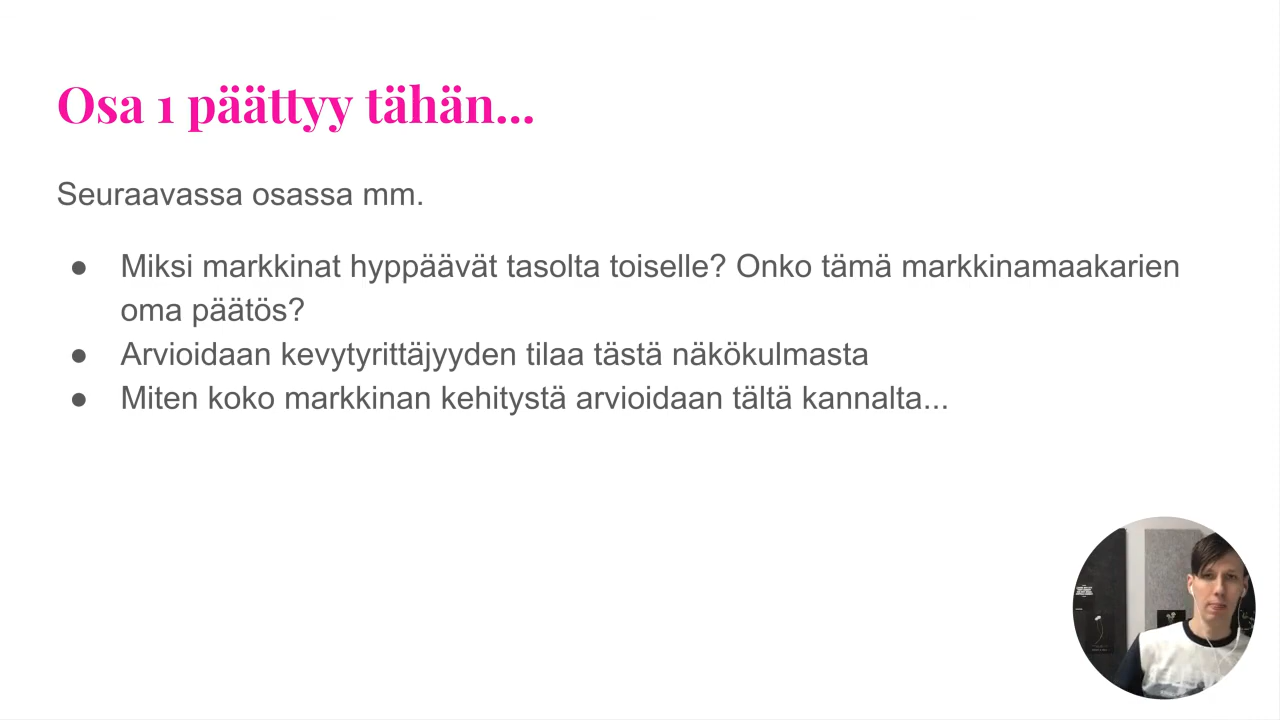 Osa 1 päättyy tähän...
Seuraavassa osassa mm.
● Miksi markkinat hyppäävät tasolta toiselle? Onko tämä markkinamaakarien
oma päätös?
● Arvioidaan kevytyrittäjyyden tilaa tästä näkökulmasta
● Miten koko markkinan kehitystä arvioidaan tältä kannalta...